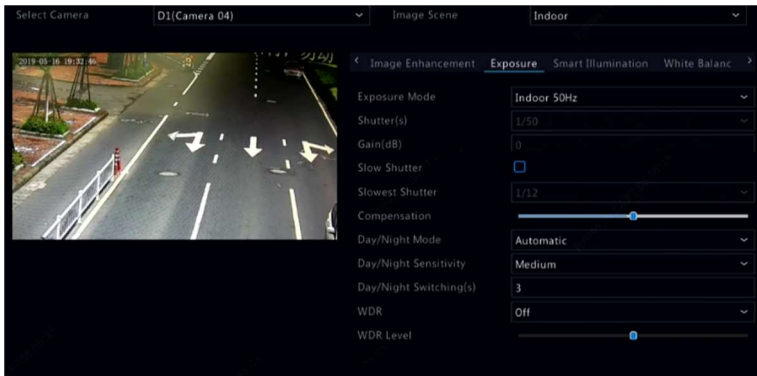 Select Camera D1(Camera 04) Image Scene Indoor
2019-05-16 19:32:46
Image Enhancement Exposure Smart Illumination White Balanc
Exposure Mode Indoor 50Hz
Shutter(s) 1/50
Gain(dB) 0
Slow Shutter
Slowest Shutter 1/12
Compensation
Day/Night Mode Automatic
Day/Night Sensitivity Medium
Day/Night Switching(s) 3
WDR Off
WDR Level